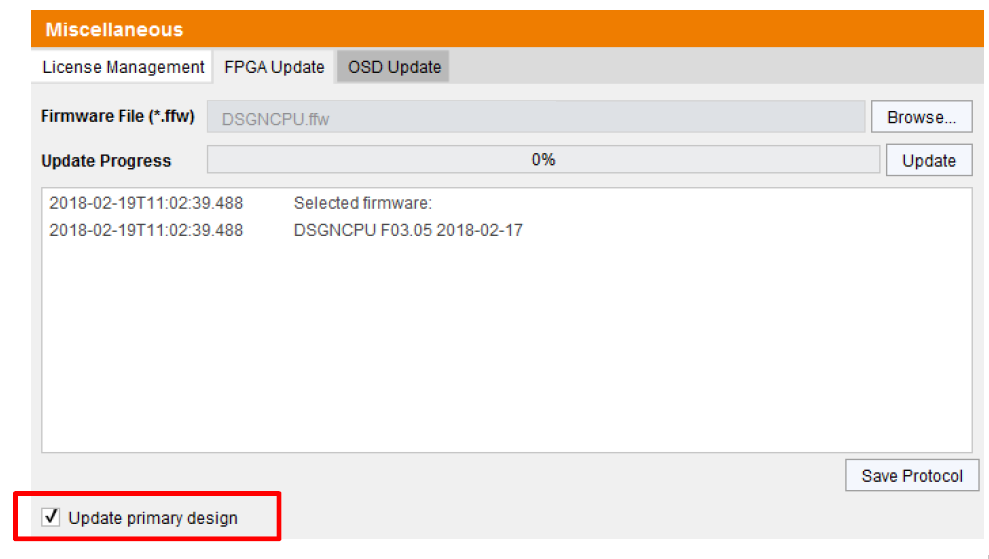 Miscellaneous
License Management FPGA Update OSD Update
Firmware File (*.ffw) DSGNCPU.ffw Browse...
Update Progress 0% Update
2018-02-19T11:02:39.488 Selected firmware:
2018-02-19T11:02:39.488 DSGNCPU F03.05 2018-02-17
Save Protocol
Update primary design